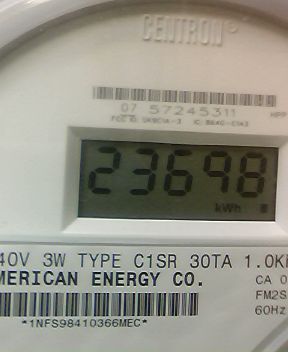 CENTRON®
07 57245311
23698
kWh
40V 3W TYPE C1SR 30TA 1.0K
MERICAN ENERGY CO.
CA 0
FM2S
60Hz
*1NFS98410366MEC*